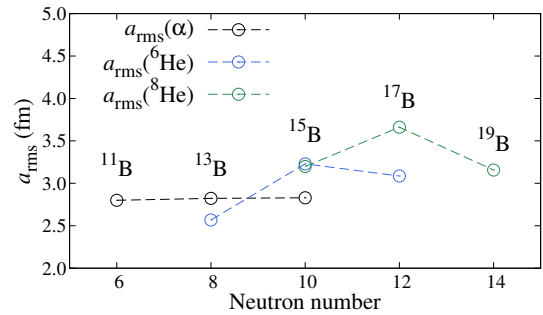 5.0
4.5
4.0
3.5
3.0
2.5
2.0
a_rms (fm)
a_rms(α)
a_rms(⁶He)
a_rms(⁸He)
¹¹B
¹³B
¹⁵B
¹⁷B
¹⁹B
6 8 10 12 14
Neutron number